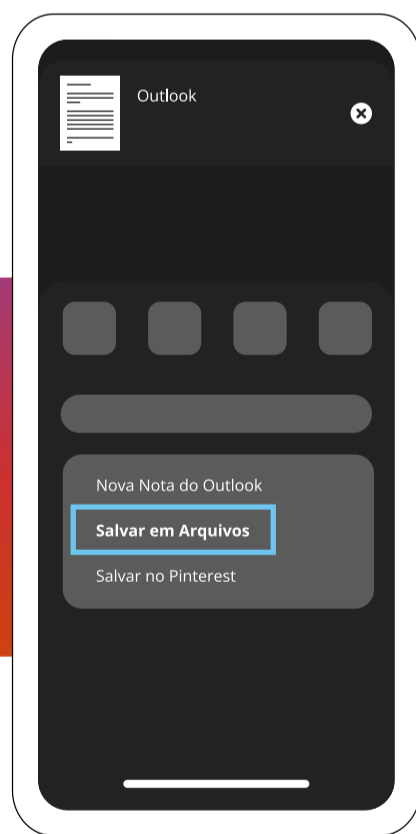 Outlook
Nova Nota do Outlook
Salvar em Arquivos
Salvar no Pinterest